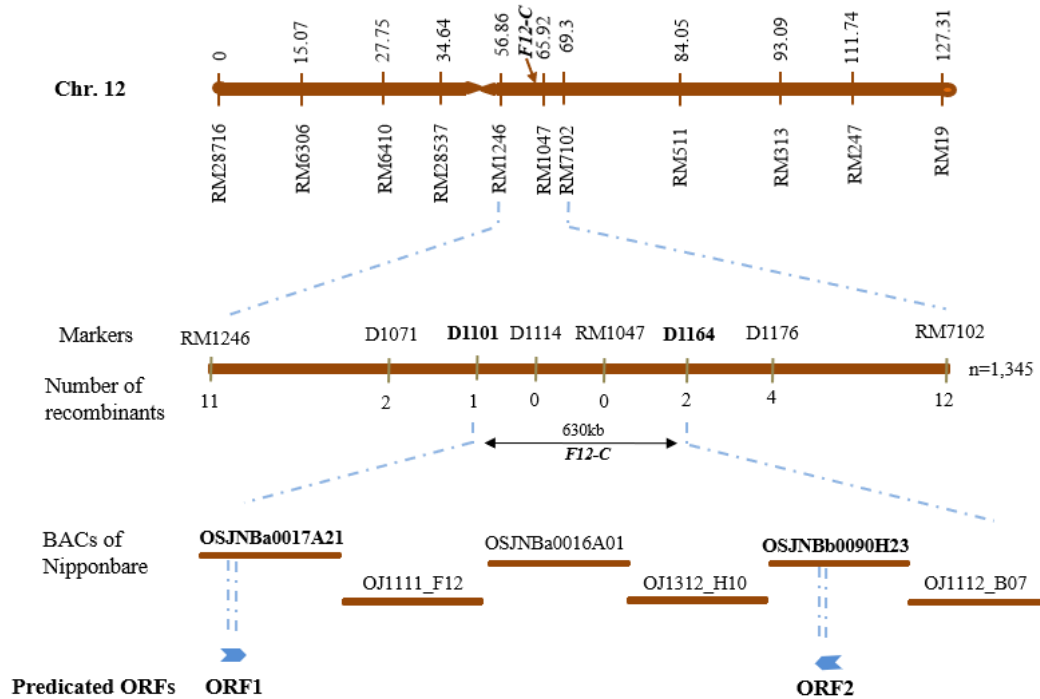 0 15.07 27.75 34.64 56.86 F12-C 65.92 69.3 84.05 93.09 111.74 127.31
Chr. 12
RM28716 RM6306 RM6410 RM28537 RM1246 RM1047 RM7102 RM511 RM313 RM247 RM19
Markers RM1246 D1071 D1101 D1114 RM1047 D1164 D1176 RM7102
n=1,345
Number of
recombinants
11 2 1 0 0 2 4 12
630kb
F12-C
BACs of
Nipponbare
OSJNBa0017A21 OSJNBa0016A01 OSJNBb0090H23
OJ1111_F12 OJ1312_H10 OJ1112_B07
Predicated ORFs ORF1 ORF2